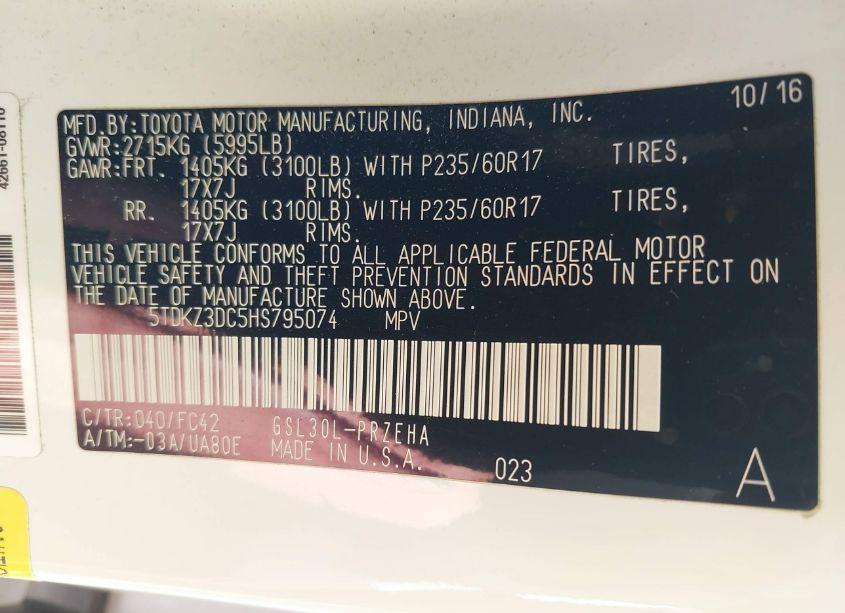 10/16
MFD.BY:TOYOTA MOTOR MANUFACTURING, INDIANA, INC.
GVWR:2715KG (5995LB)
GAWR:FRT. 1405KG (3100LB) WITH P235/60R17 TIRES,
17X7J RIMS.
RR. 1405KG (3100LB) WITH P235/60R17 TIRES,
17X7J RIMS.
THIS VEHICLE CONFORMS TO ALL APPLICABLE FEDERAL MOTOR
VEHICLE SAFETY AND THEFT PREVENTION STANDARDS IN EFFECT ON
THE DATE OF MANUFACTURE SHOWN ABOVE.
5TDKZ3DC5HS795074 MPV
C/TR:040/FC42 GSL30L-PRZEHA
A/TM:-03A/UA80E MADE IN U.S.A. 023 A